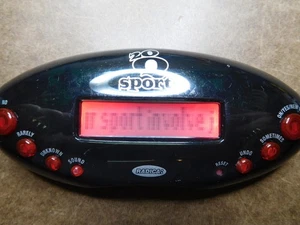 20
sport
r sport involve
RARELY
UNKNOWN
SOUND
RADICA
RESET
UNDO
SOMETIMES